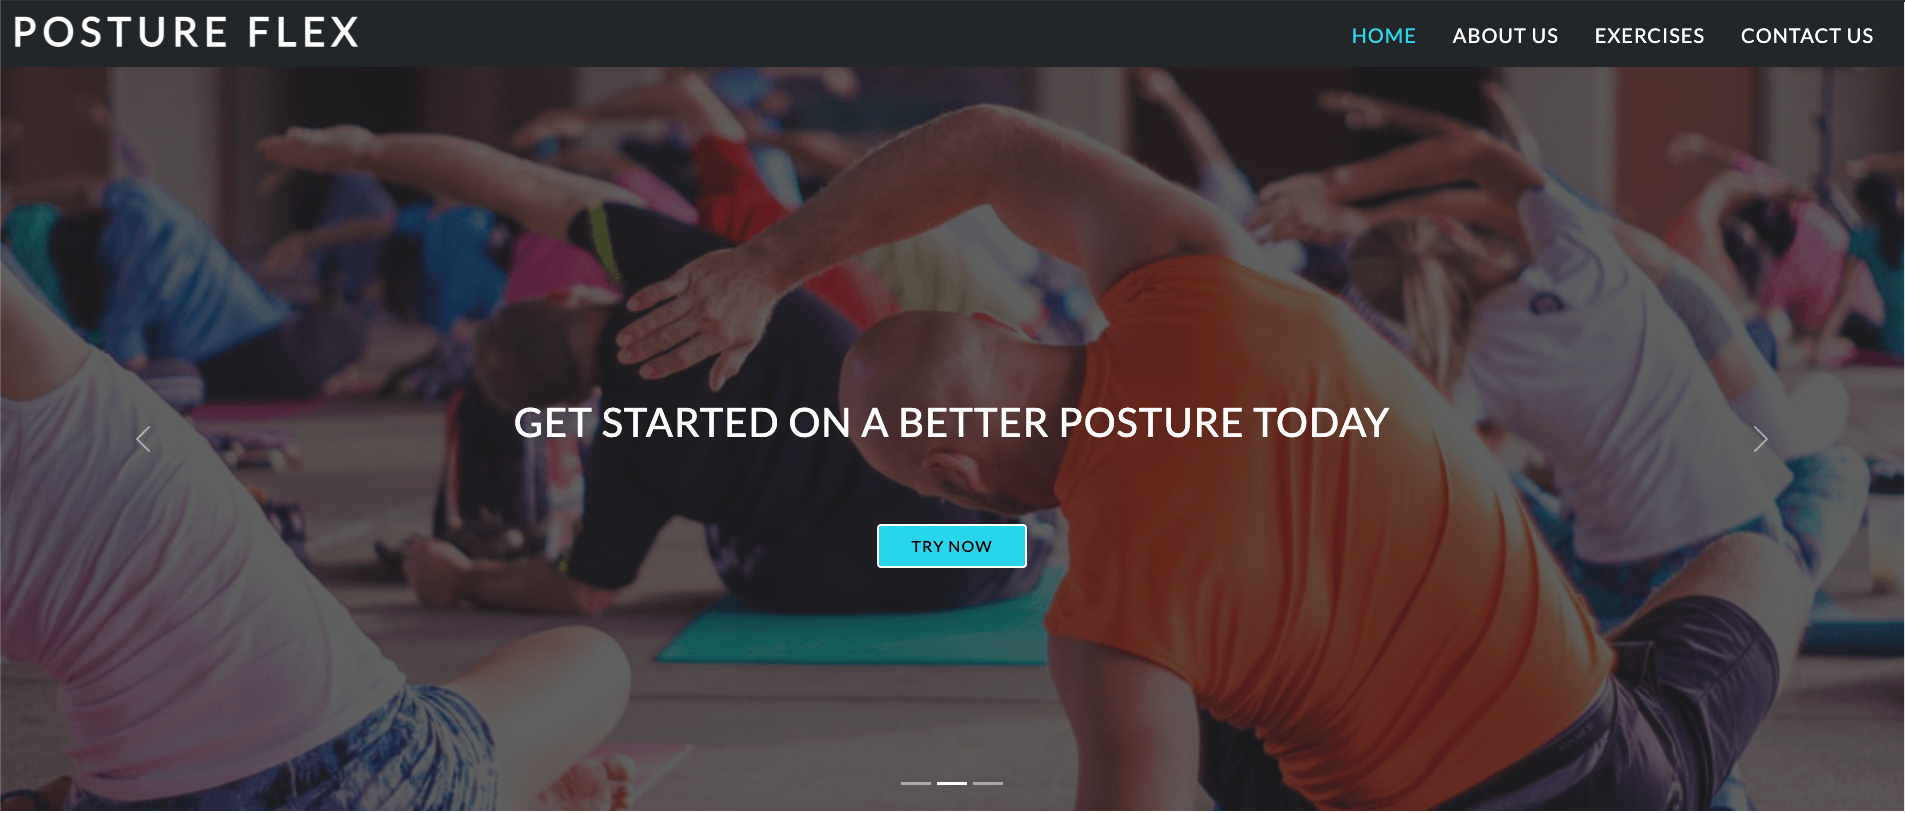 POSTURE FLEX
HOME ABOUT US EXERCISES CONTACT US
GET STARTED ON A BETTER POSTURE TODAY
TRY NOW